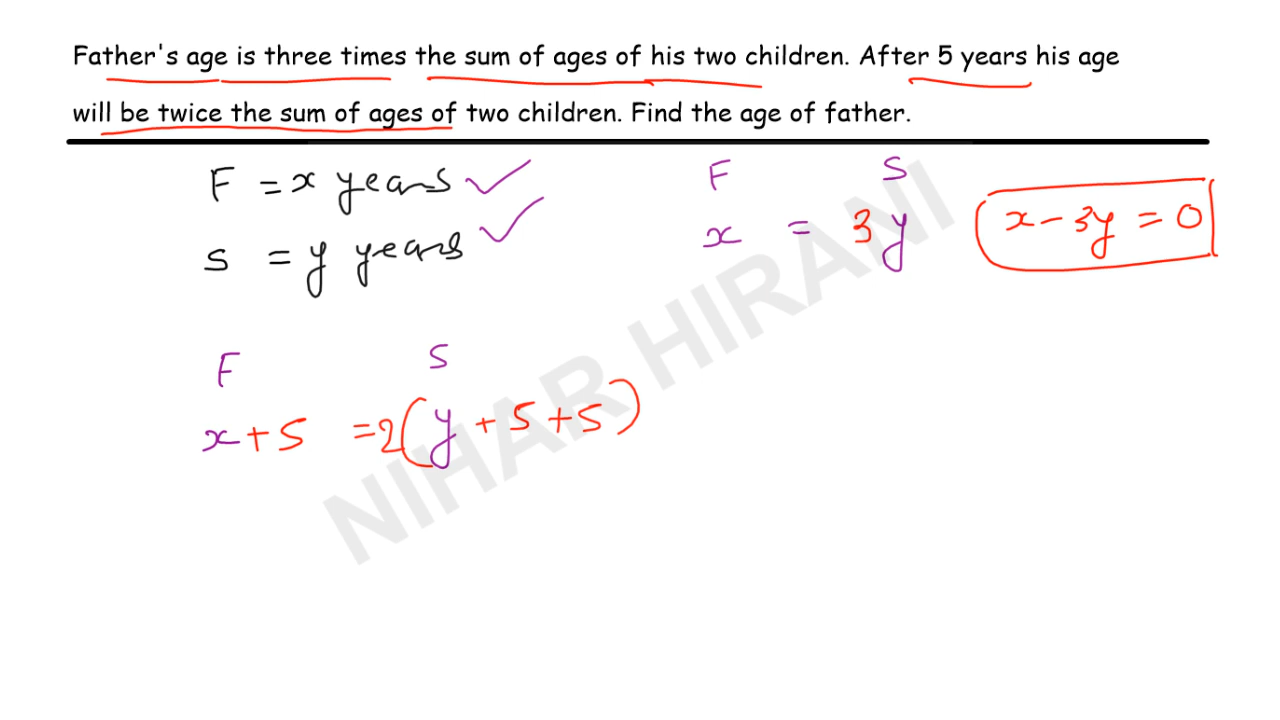 Father's age is three times the sum of ages of his two children. After 5 years his age
will be twice the sum of ages of two children. Find the age of father.
F = x years
S = y years
F S
x = 3y
x - 3y = 0
F S
x + 5 = 2(y + 5 + 5)
NIHAR HIRANI